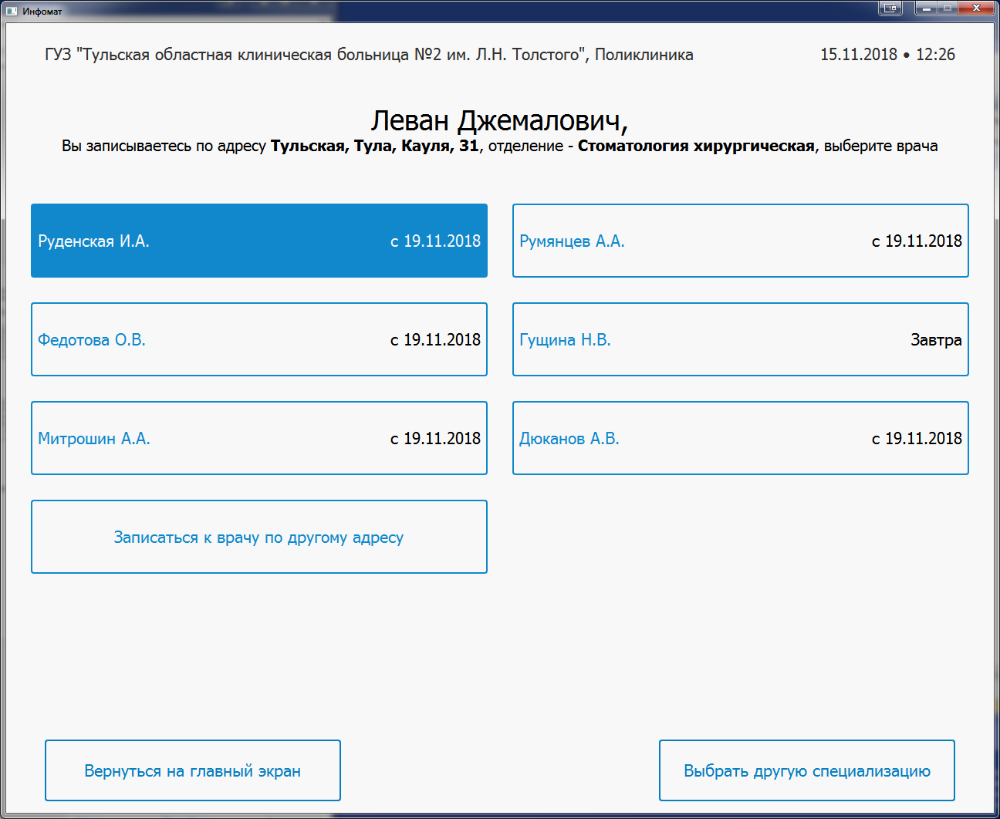 Инфомат
ГУЗ "Тульская областная клиническая больница №2 им. Л.Н. Толстого", Поликлиника 15.11.2018 • 12:26
Леван Джемалович,
Вы записываетесь по адресу Тульская, Тула, Кауля, 31, отделение - Стоматология хирургическая, выберите врача
Руденская И.А. с 19.11.2018
Румянцев А.А. с 19.11.2018
Федотова О.В. с 19.11.2018
Гущина Н.В. Завтра
Митрошин А.А. с 19.11.2018
Дюканов А.В. с 19.11.2018
Записаться к врачу по другому адресу
Вернуться на главный экран
Выбрать другую специализацию